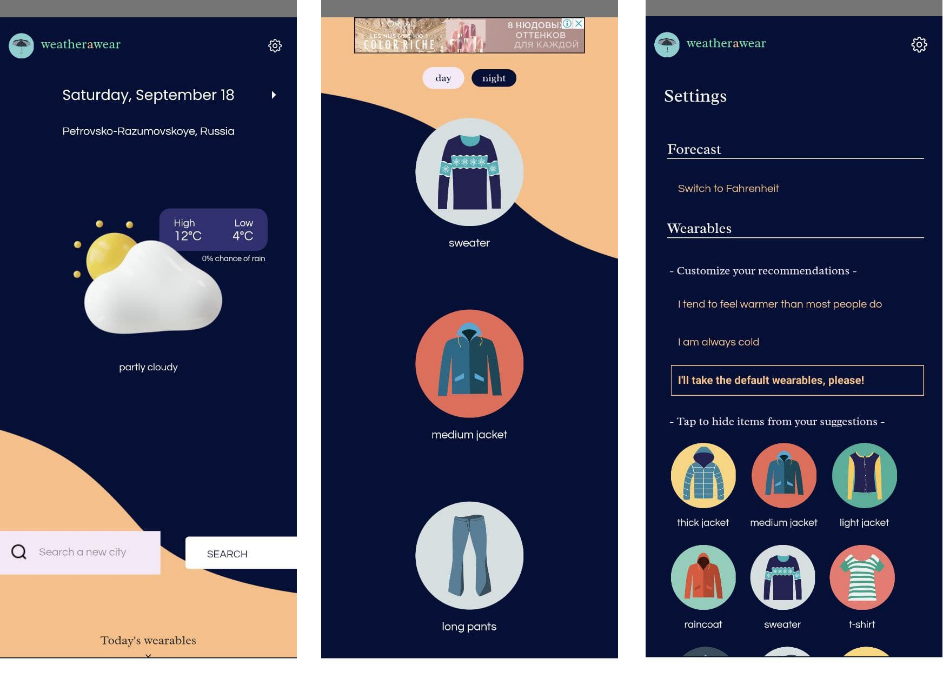 weatherawear
Saturday, September 18
Petrovsko-Razumovskoye, Russia
High Low
12°C 4°C
0% chance of rain
partly cloudy
Search a new city
SEARCH
Today's wearables
COLOR RICHE
В НЮДОВЫХ
ОТТЕНКОВ
ДЛЯ КАЖДОЙ
day night
sweater
medium jacket
long pants
weatherawear
Settings
Forecast
Switch to Fahrenheit
Wearables
- Customize your recommendations -
I tend to feel warmer than most people do
I am always cold
I'll take the default wearables, please!
- Tap to hide items from your suggestions -
thick jacket medium jacket light jacket
raincoat sweater t-shirt